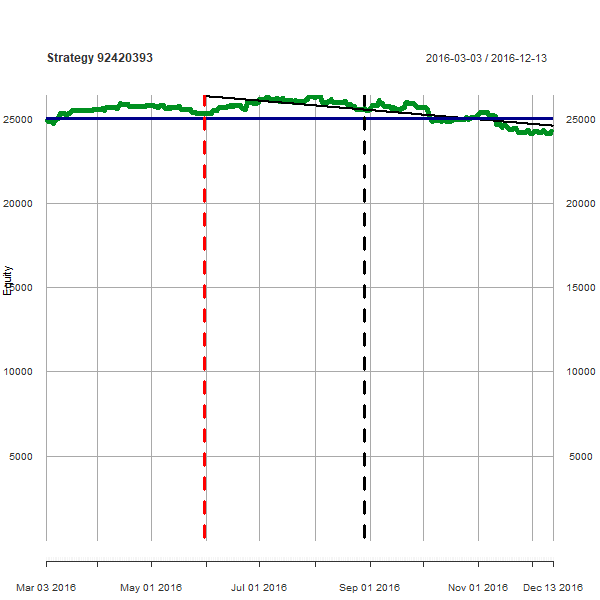 Strategy 92420393 2016-03-03 / 2016-12-13
25000 25000
20000 20000
15000 15000
Equity
10000 10000
5000 5000
Mar 03 2016 May 01 2016 Jul 01 2016 Sep 01 2016 Nov 01 2016 Dec 13 2016